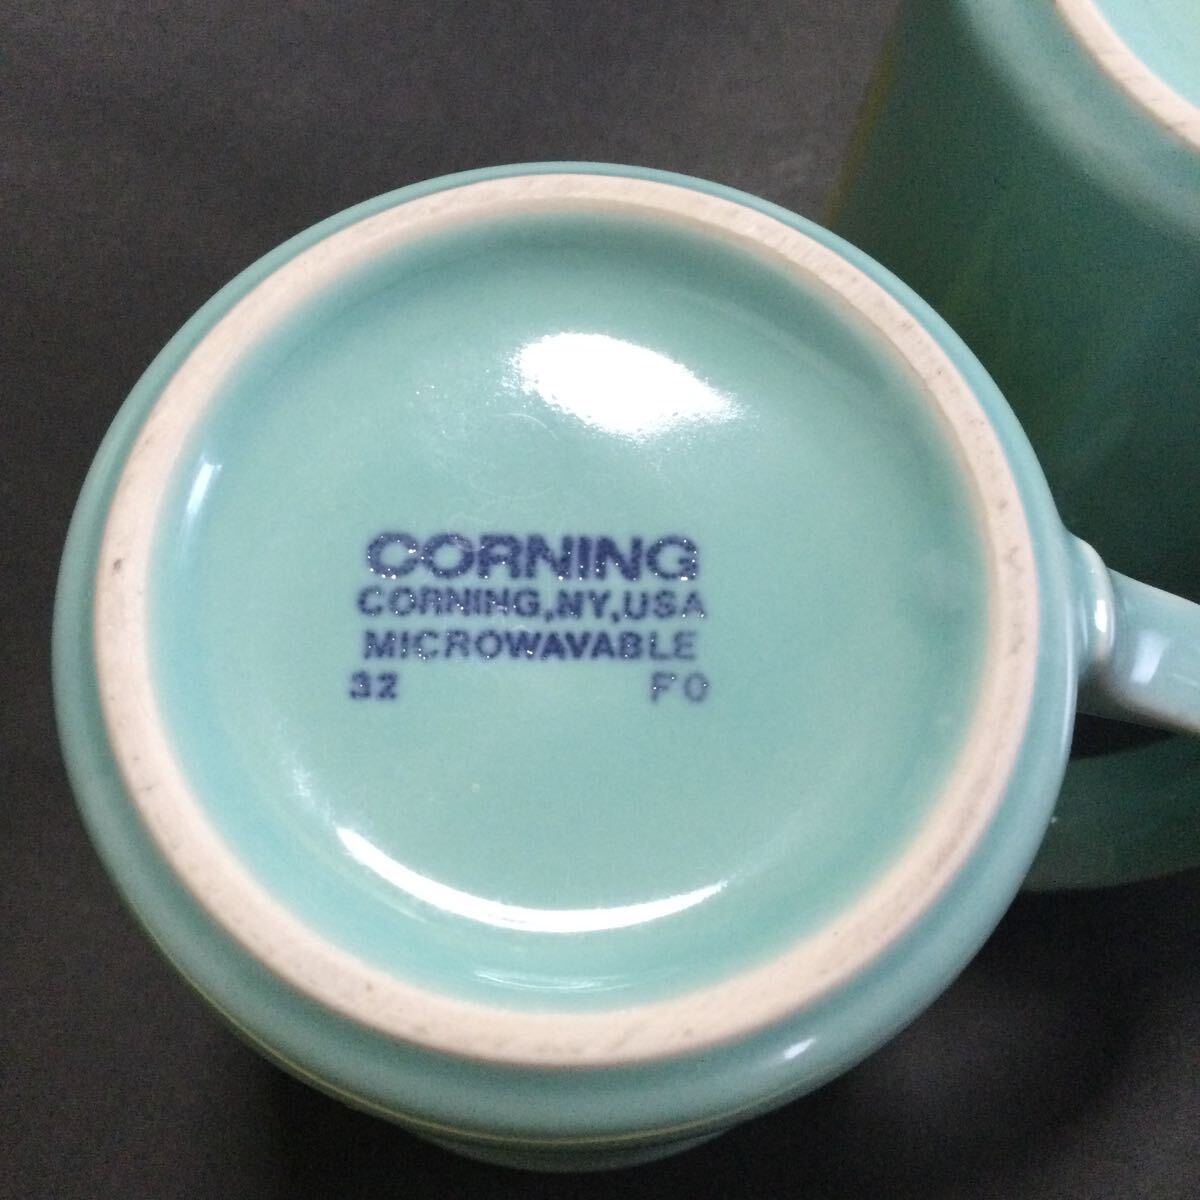 CORNING
CORNING,NY,USA
MICROWAVABLE
32 F0